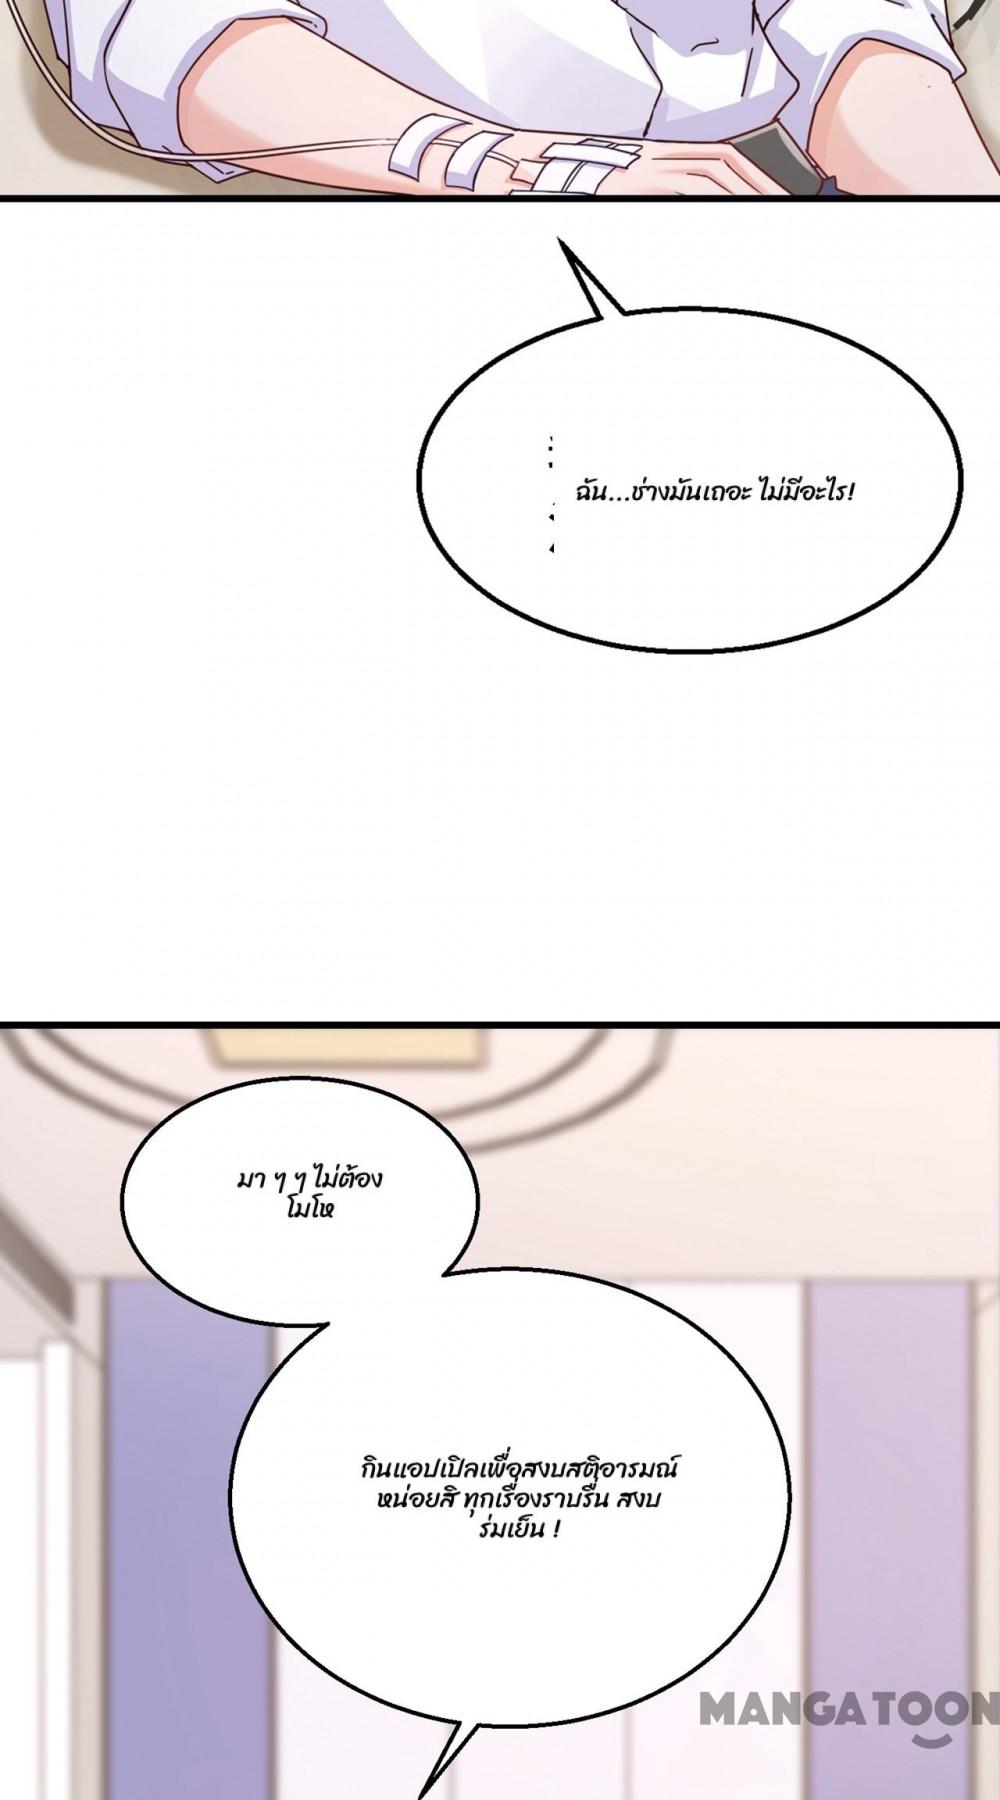 ฉัน...ช่างมันเถอะ ไม่มีอะไร!
มา ๆ ๆ ไม่ต้อง
โมโห
กินแอปเปิลเพื่อสงบสติอารมณ์
หน่อยสิ ทุกเรื่องราบรื่น สงบ
ร่มเย็น !
MANGATOON